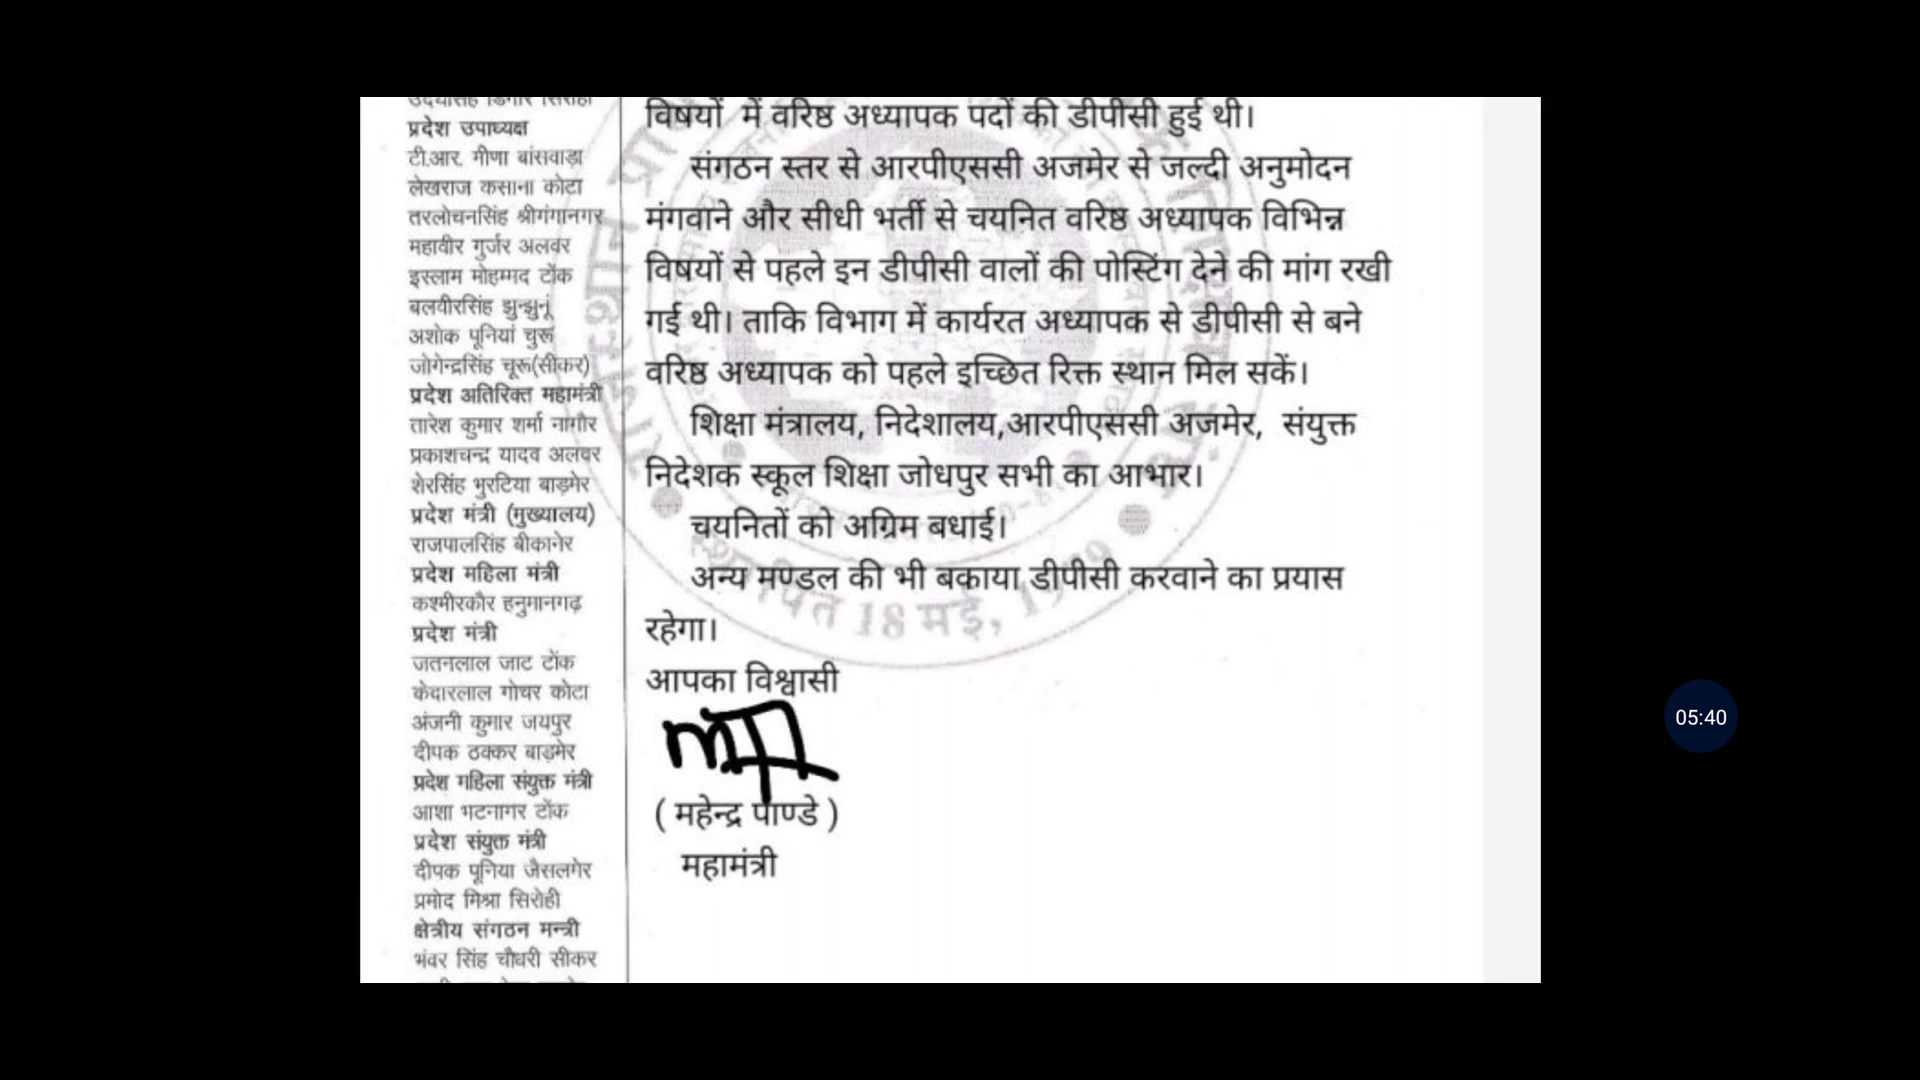 प्रदेश उपाध्यक्ष
टी.आर. मीणा बांसवाड़ा
लेखराज कसाना कोटा
तरलोचनसिंह श्रीगंगानगर
महावीर गुर्जर अलवर
इस्लाम मोहम्मद टोंक
बलवीरसिंह झुन्झुनूं
अशोक पूनियां चुरू
जोगेन्द्रसिंह चूरू(सीकर)
प्रदेश अतिरिक्त महामंत्री
तारेश कुमार शर्मा नागौर
प्रकाशचन्द्र यादव अलवर
शेरसिंह भुरटिया बाड़मेर
प्रदेश मंत्री (मुख्यालय)
राजपालसिंह बीकानेर
प्रदेश महिला मंत्री
कश्मीरकौर हनुमानगढ़
प्रदेश मंत्री
जतनलाल जाट टोंक
केदारलाल गोचर कोटा
अंजनी कुमार जयपुर
दीपक ठक्कर बाड़मेर
प्रदेश महिला संयुक्त मंत्री
आशा भटनागर टोंक
प्रदेश संयुक्त मंत्री
दीपक पूनिया जैसलमेर
प्रमोद मिश्रा सिरोही
क्षेत्रीय संगठन मन्त्री
भंवर सिंह चौधरी सीकर
विषयों में वरिष्ठ अध्यापक पदों की डीपीसी हुई थी।
संगठन स्तर से आरपीएससी अजमेर से जल्दी अनुमोदन
मंगवाने और सीधी भर्ती से चयनित वरिष्ठ अध्यापक विभिन्न
विषयों से पहले इन डीपीसी वालों की पोस्टिंग देने की मांग रखी
गई थी। ताकि विभाग में कार्यरत अध्यापक से डीपीसी से बने
वरिष्ठ अध्यापक को पहले इच्छित रिक्त स्थान मिल सकें।
शिक्षा मंत्रालय, निदेशालय,आरपीएससी अजमेर, संयुक्त
निदेशक स्कूल शिक्षा जोधपुर सभी का आभार।
चयनितों को अग्रिम बधाई।
अन्य मण्डल की भी बकाया डीपीसी करवाने का प्रयास
रहेगा।
स्थापित 18 मई,
आपका विश्वासी
( महेन्द्र पाण्डे )
महामंत्री
05:40